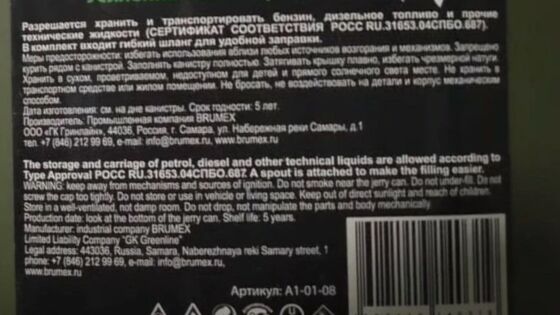 Разрешается хранить и транспортировать бензин, дизельное топливо и прочие
технические жидкости (СЕРТИФИКАТ СООТВЕТСТВИЯ РОСС RU.31653.04СПБ0.687).
В комплект входит гибкий шланг для удобной заправки.
Меры предосторожности: избегать использования вблизи любых источников возгорания и механизмов. Запрещено
курить рядом с канистрой. Заполнять канистру полностью. Затягивать крышку плавно, избегать чрезмерной натуги.
Хранить в сухом, проветриваемом, недоступном для детей и прямого солнечного света месте. Не хранить в
транспортном средстве или жилом помещении. Не бросать, не воздействовать на детали и корпус механическим
способом.
Дата изготовления: см. на дне канистры. Срок годности: 5 лет.
Производитель: Промышленная компания BRUMEX
ООО «ГК Гринлайн», 44036, Россия, г. Самара, ул. Набережная реки Самары, д.1
тел. +7 (846) 212 99 69, e-mail: info@brumex.ru, www.brumex.ru
The storage and carriage of petrol, diesel and other technical liquids are allowed according to
Type Approval РОСС RU.31653.04СПБ0.687. A spout is attached to make the filling easier.
WARNING: keep away from mechanisms and sources of ignition. Do not smoke near the jerry can. Do not under-fill. Do not
screw the cap too tightly. Do not store or use in vehicle or living space. Keep out of direct sunlight and reach of children.
Store in a well-ventilated, not damp room. Do not drop, not manipulate the parts and body mechanically.
Production date: look at the bottom of the jerry can. Shelf life: 5 years.
Manufacturer: industrial company BRUMEX
Limited Liability Company "GK Greenline"
Legal address: 443036, Russia, Samara, Naberezhnaya reki Samary street, 1
phone: +7 (846) 212 99 69, e-mail: info@brumex.ru,
www.brumex.ru
Артикул: A1-01-08